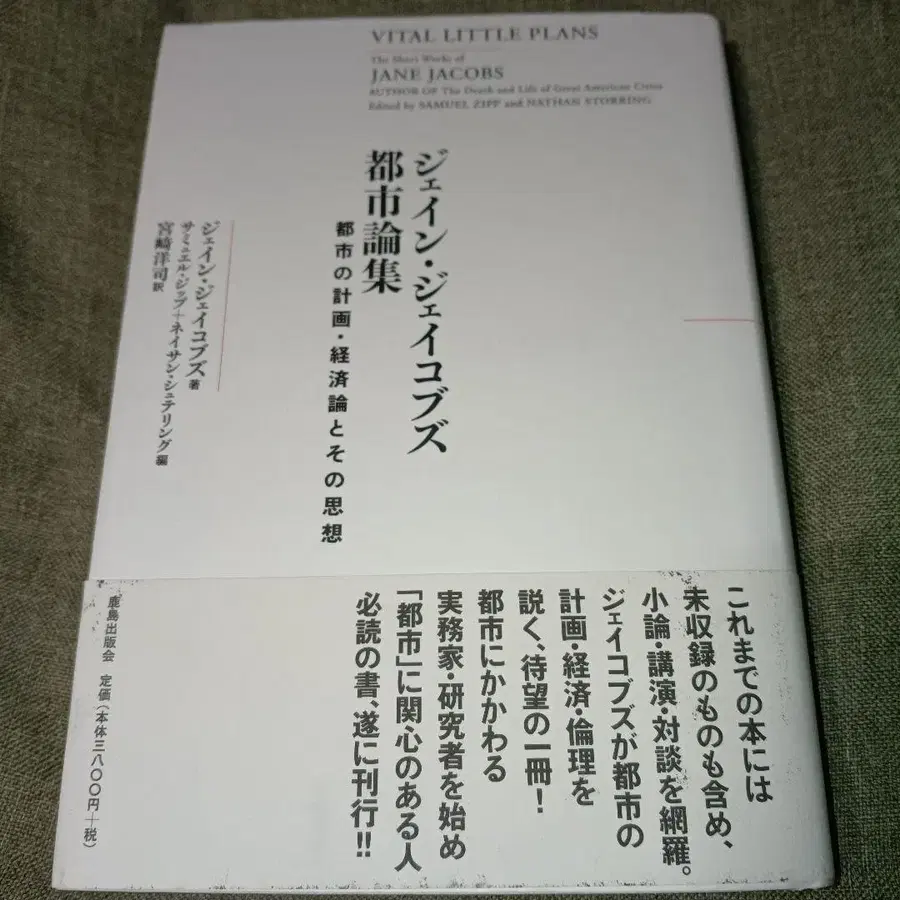 VITAL LITTLE PLANS
The Short Works of
JANE JACOBS
AUTHOR OF The Death and Life of Great American Cities
Edited by SAMUEL ZIPP and NATHAN STORRING
ジェイン・ジェイコブズ
都市論集
都市の計画・経済論とその思想
ジェイン・ジェイコブズ 著
サミュエル・ジップ+ネイサン・シュテリング 編
宮﨑洋司 訳
これまでの本には
未収録のものも含め、
小論・講演・対談を網羅。
ジェイコブズが都市の
計画・経済・倫理を
説く、待望の一冊！
都市にかかわる
実務家・研究者を始め
「都市」に関心のある人
必読の書、遂に刊行!!
鹿島出版会 定価（本体三八〇〇円＋税）